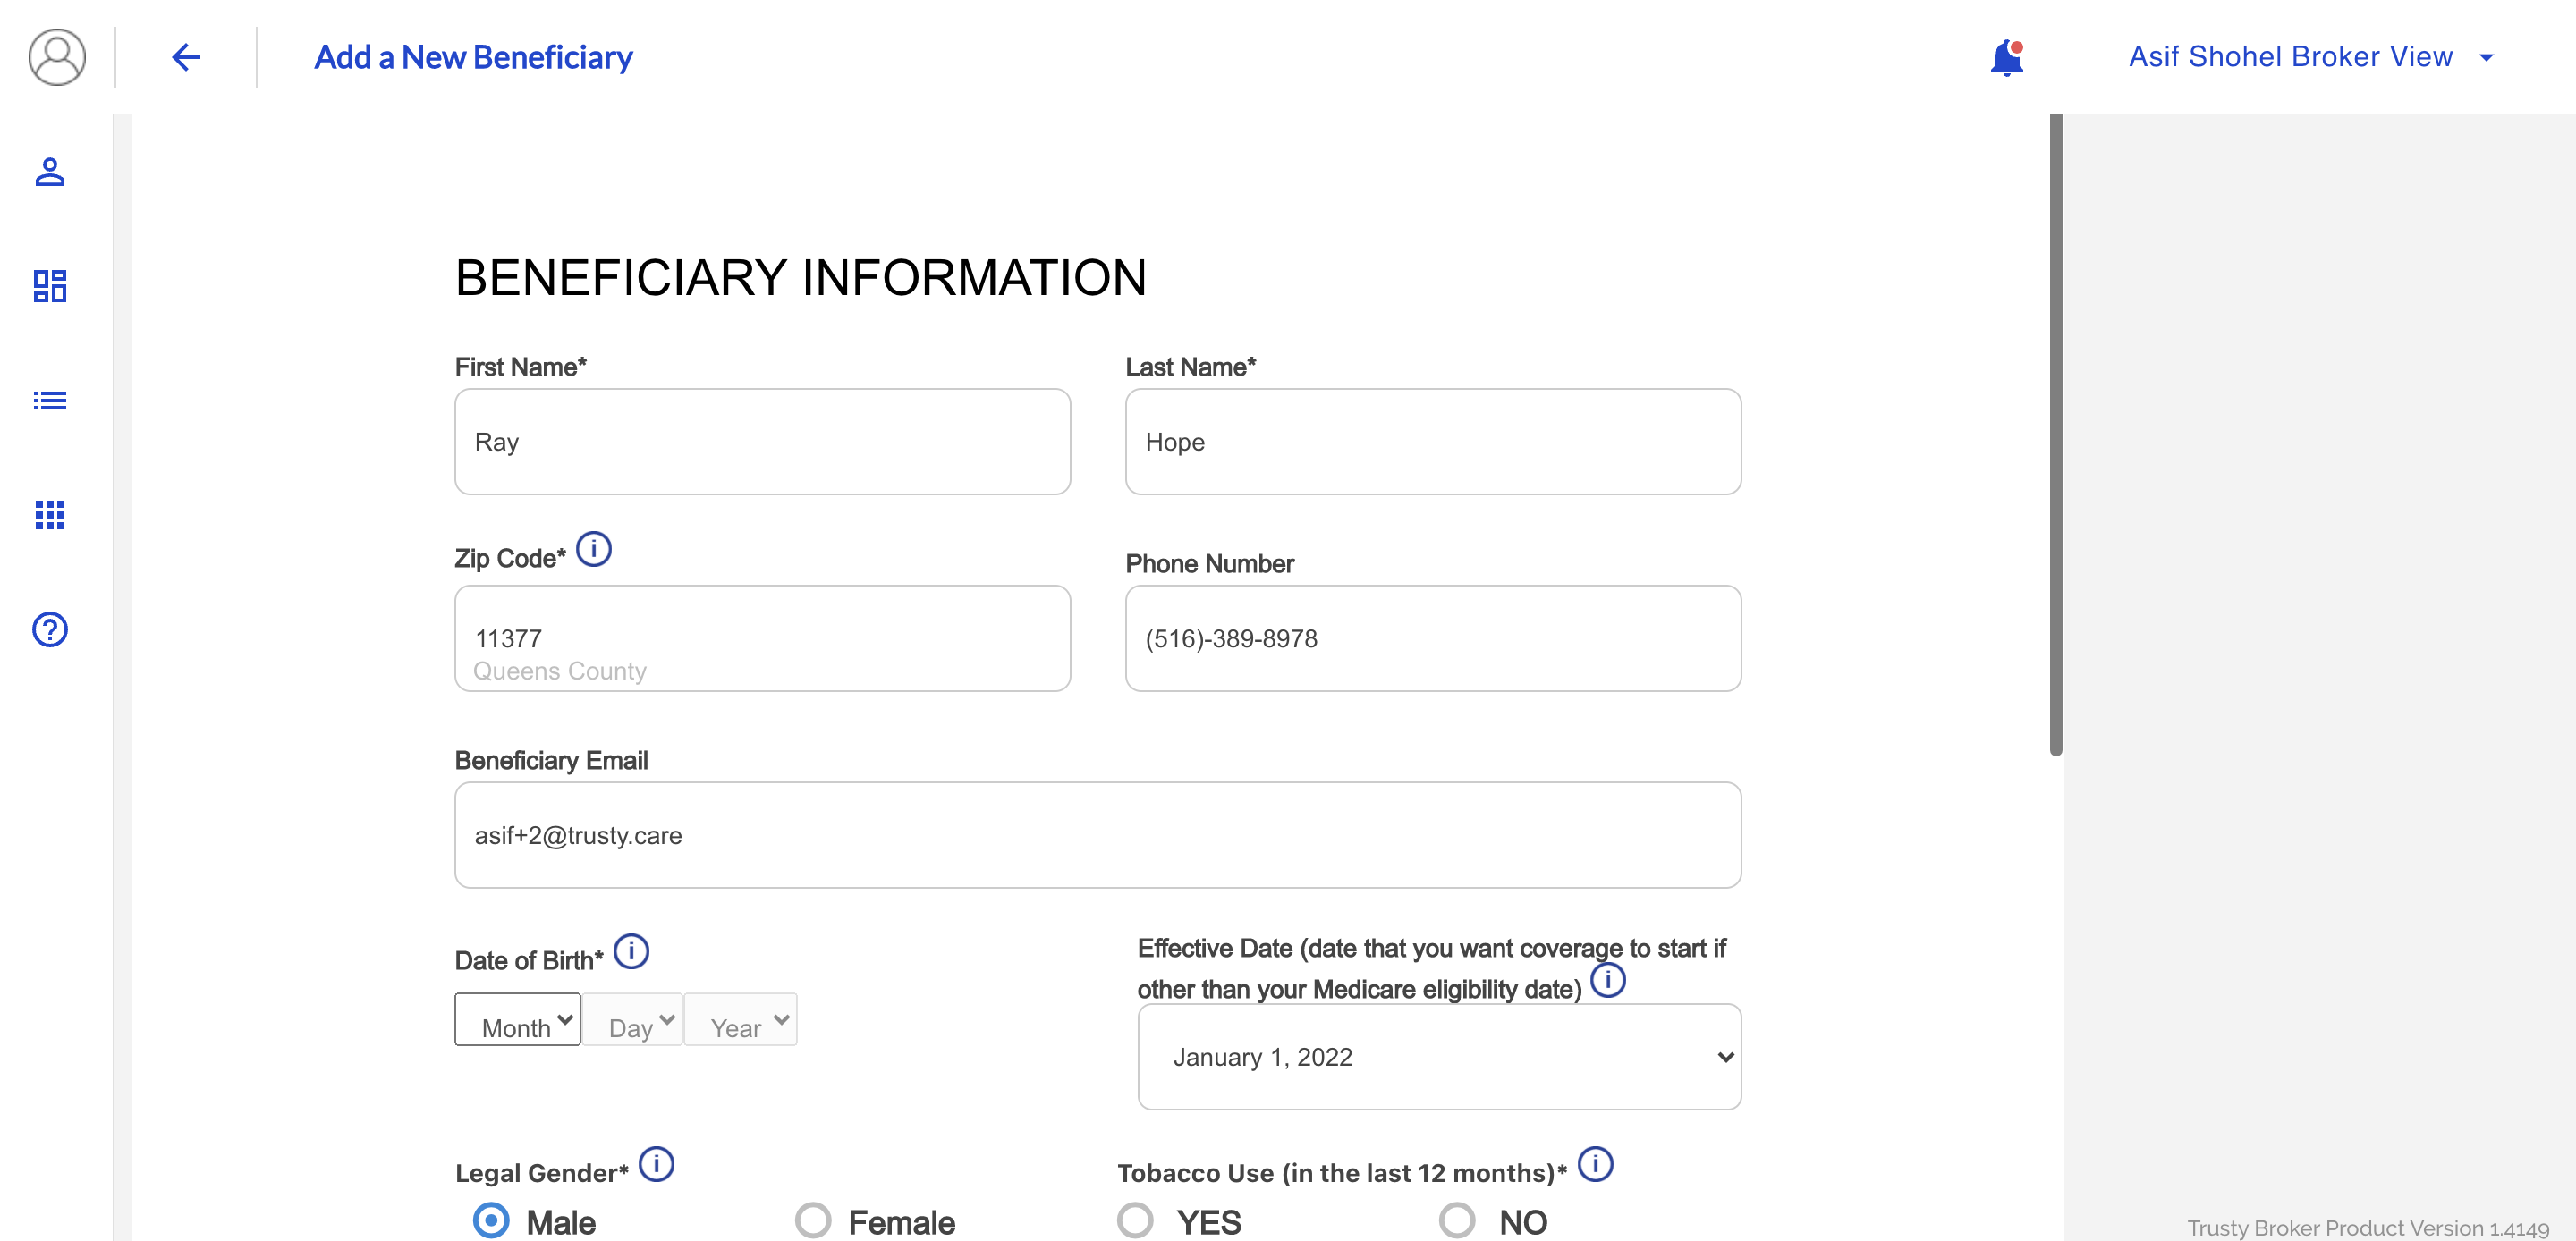 Add a New Beneficiary
Asif Shohel Broker View
BENEFICIARY INFORMATION
First Name*
Last Name*
Ray
Hope
Zip Code*
Phone Number
11377
Queens County
(516)-389-8978
Beneficiary Email
asif+2@trusty.care
Date of Birth*
Effective Date (date that you want coverage to start if
other than your Medicare eligibility date)
Month
Day
Year
January 1, 2022
Legal Gender*
Tobacco Use (in the last 12 months)*
Male
Female
YES
NO
Trusty Broker Product Version 1.4149